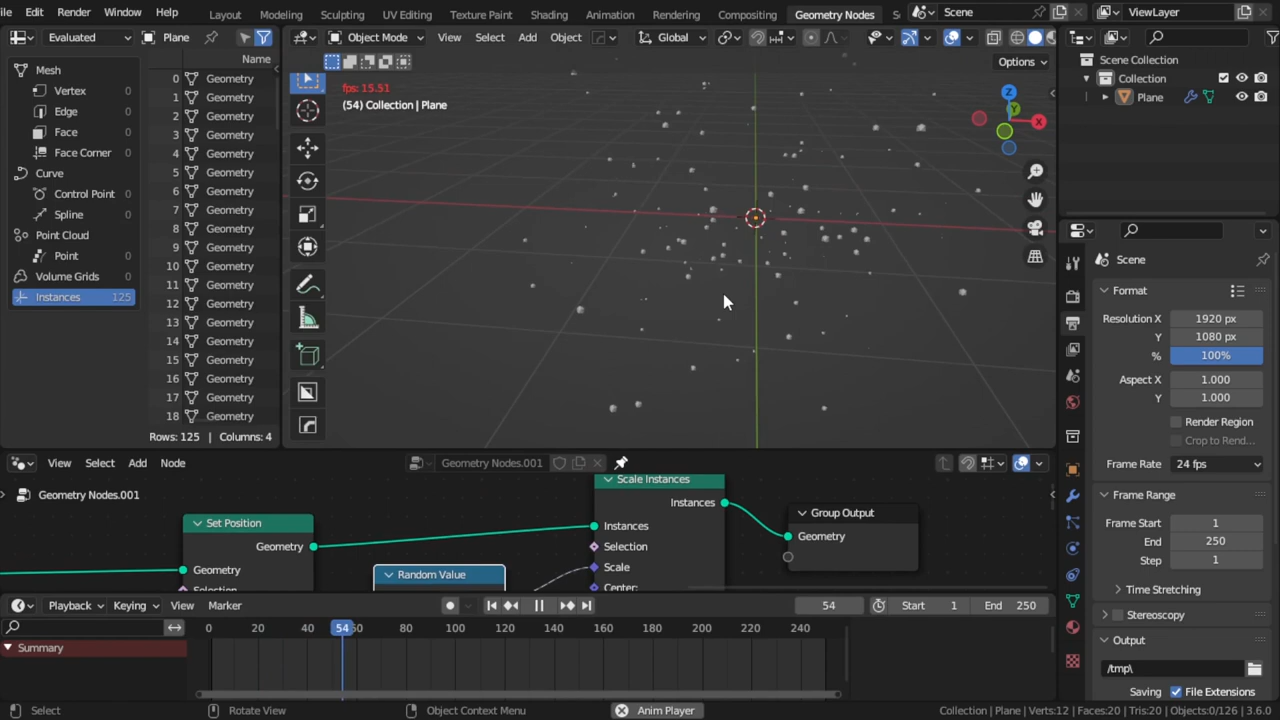 ile Edit Render Window Help Layout Modeling Sculpting UV Editing Texture Paint Shading Animation Rendering Compositing Geometry Nodes S Scene ViewLayer
Evaluated Plane
Object Mode View Select Add Object Global
Options
Name
Mesh
Vertex 0
Edge 0
Face 0
Face Corner 0
Curve
Control Point 0
Spline 0
Point Cloud
Point 0
Volume Grids 0
Instances 125
0 Geometry
1 Geometry
2 Geometry
3 Geometry
4 Geometry
5 Geometry
6 Geometry
7 Geometry
8 Geometry
9 Geometry
10 Geometry
11 Geometry
12 Geometry
13 Geometry
14 Geometry
15 Geometry
16 Geometry
17 Geometry
18 Geometry
Rows: 125 | Columns: 4
fps: 15.51
(54) Collection | Plane
Z
Y
X
Scene Collection
Collection
Plane
Scene
Format
Resolution X 1920 px
Y 1080 px
% 100%
Aspect X 1.000
Y 1.000
Render Region
Crop to Rend...
Frame Rate 24 fps
Frame Range
Frame Start 1
End 250
Step 1
Time Stretching
Stereoscopy
Output
/tmp\
Saving File Extensions
View Select Add Node Geometry Nodes.001
Geometry Nodes.001
Set Position
Geometry
Geometry
Random Value
Scale Instances
Instances
Instances
Selection
Scale
Center:
Group Output
Geometry
Playback Keying View Marker 54 Start 1 End 250
0 20 40 54 60 80 100 120 140 160 180 200 220 240
Summary
Select Rotate View Object Context Menu Anim Player Collection | Plane | Verts:12 | Faces:20 | Tris:20 | Objects:0/126 | 3.6.0